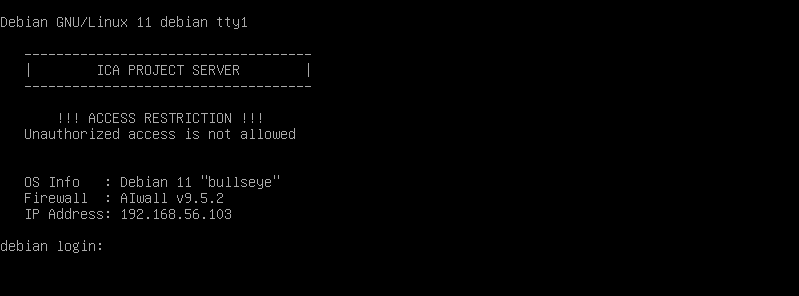 Debian GNU/Linux 11 debian tty1
------------------------------------
|        ICA PROJECT SERVER        |
------------------------------------
!!! ACCESS RESTRICTION !!!
Unauthorized access is not allowed
OS Info   : Debian 11 "bullseye"
Firewall  : AIwall v9.5.2
IP Address: 192.168.56.103
debian login: